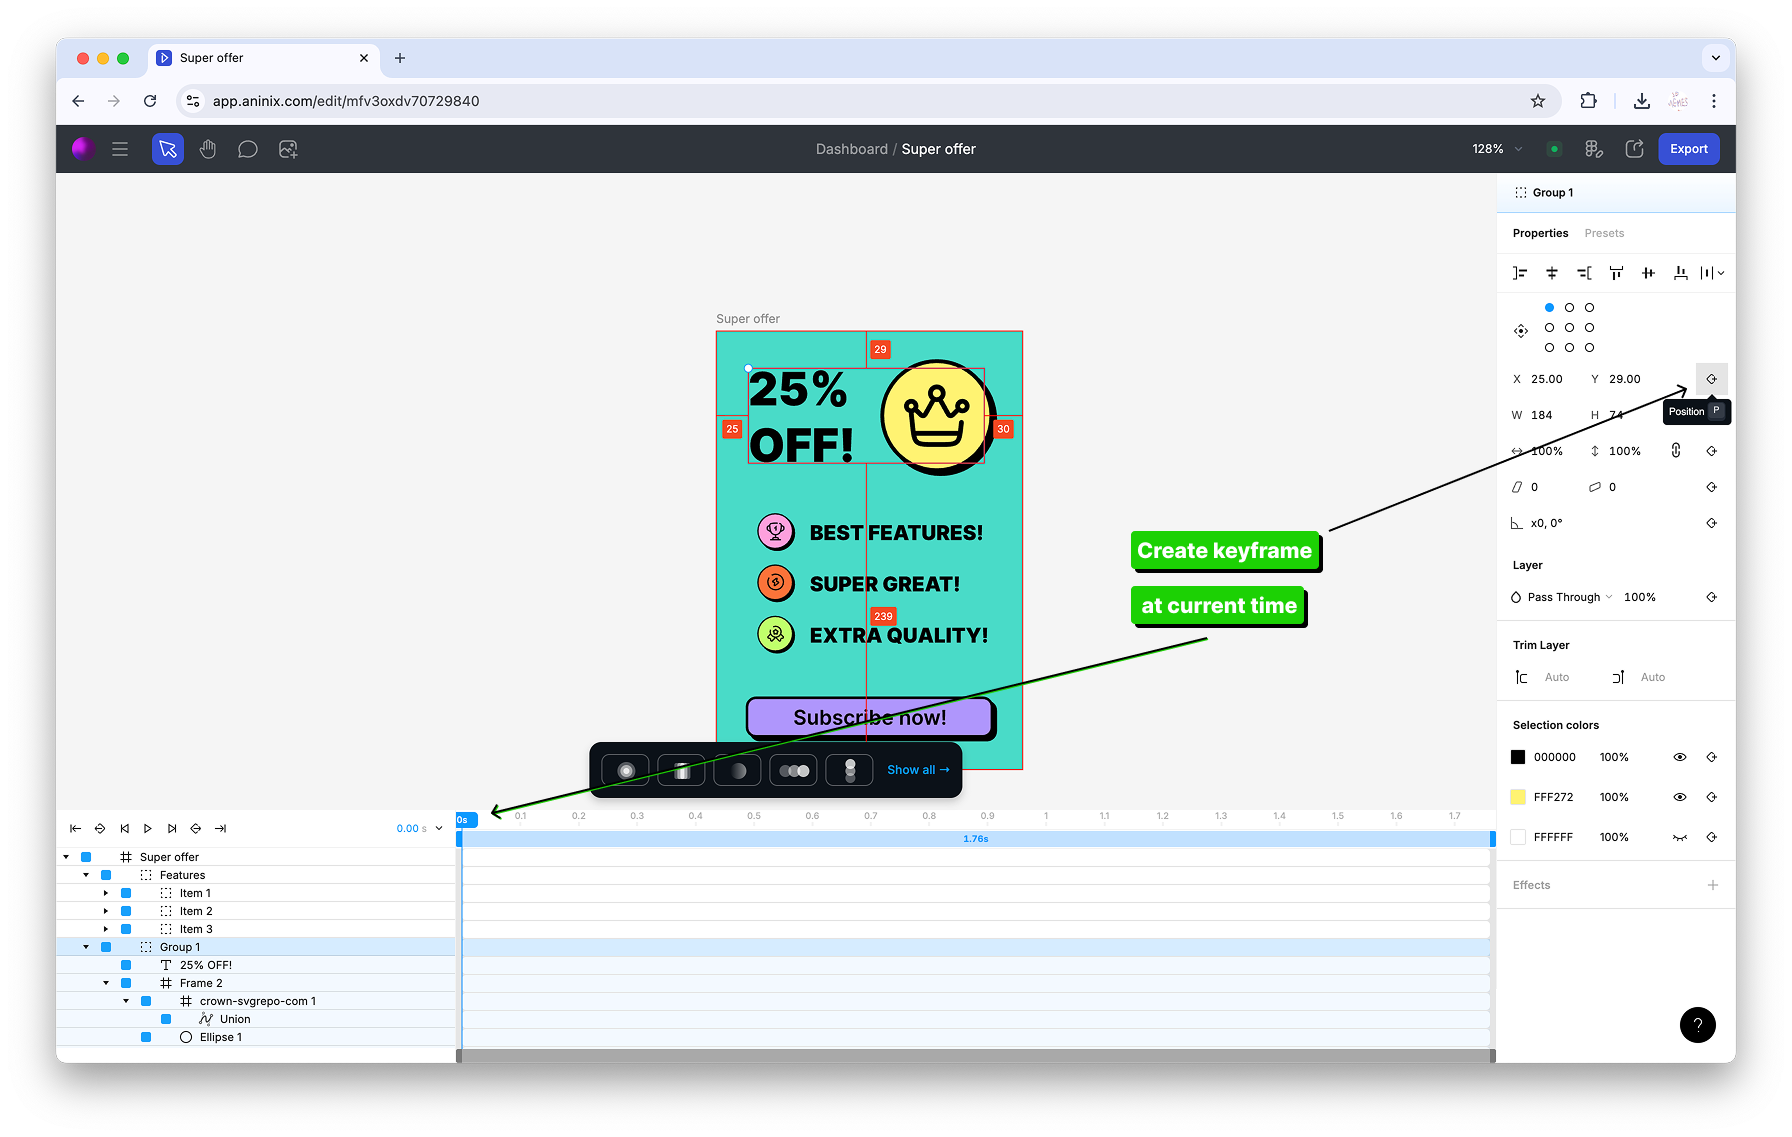 Super offer
app.aninix.com/edit/mfv3oxdv70729840
Dashboard / Super offer
128%
Export
Group 1
Properties
Presets
X 25.00
Y 29.00
Position P
W 184
H 74
100%
100%
0
0
x0, 0°
Layer
Pass Through
100%
Trim Layer
Auto
Auto
Selection colors
000000
100%
FFF272
100%
FFFFFF
100%
Effects
?
Super offer
29
25%
OFF!
25
30
BEST FEATURES!
SUPER GREAT!
239
EXTRA QUALITY!
Subscribe now!
Show all →
Create keyframe
at current time
0.00 s
0s
0.1
0.2
0.3
0.4
0.5
0.6
0.7
0.8
0.9
1
1.1
1.2
1.3
1.4
1.5
1.6
1.7
1.76s
Super offer
Features
Item 1
Item 2
Item 3
Group 1
25% OFF!
Frame 2
crown-svgrepo-com 1
Union
Ellipse 1